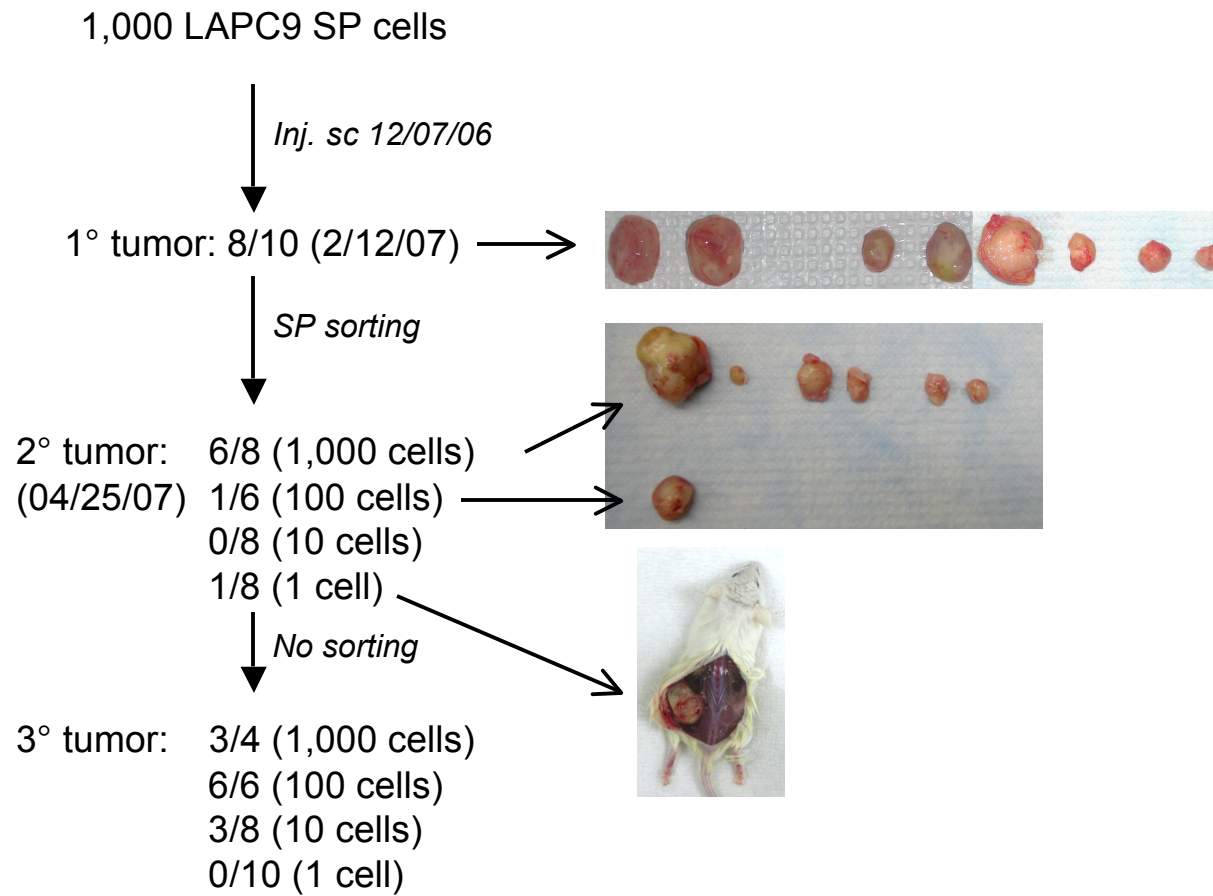 1,000 LAPC9 SP cells
Inj. sc 12/07/06
1° tumor: 8/10 (2/12/07)
SP sorting
2° tumor: 6/8 (1,000 cells)
(04/25/07) 1/6 (100 cells)
0/8 (10 cells)
1/8 (1 cell)
No sorting
3° tumor: 3/4 (1,000 cells)
6/6 (100 cells)
3/8 (10 cells)
0/10 (1 cell)